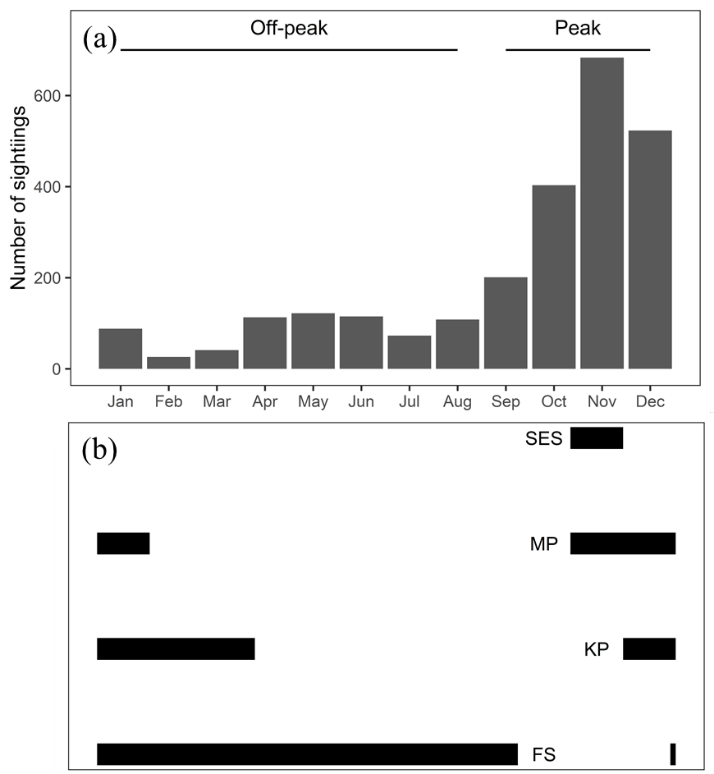 (a)
Off-peak
Peak
Number of sightiings
600
400
200
0
Jan Feb Mar Apr May Jun Jul Aug Sep Oct Nov Dec
(b)
SES
MP
KP
FS